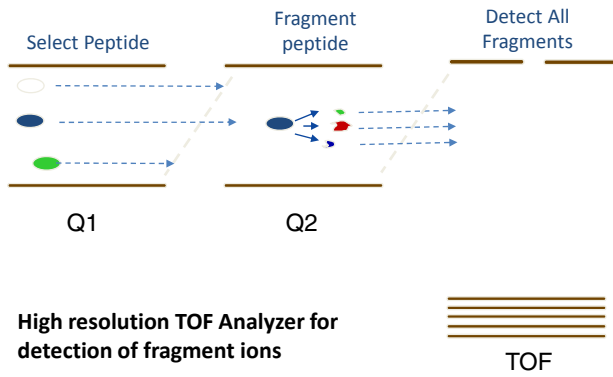 Select Peptide
Fragment
peptide
Detect All
Fragments
Q1
Q2
High resolution TOF Analyzer for
detection of fragment ions
TOF